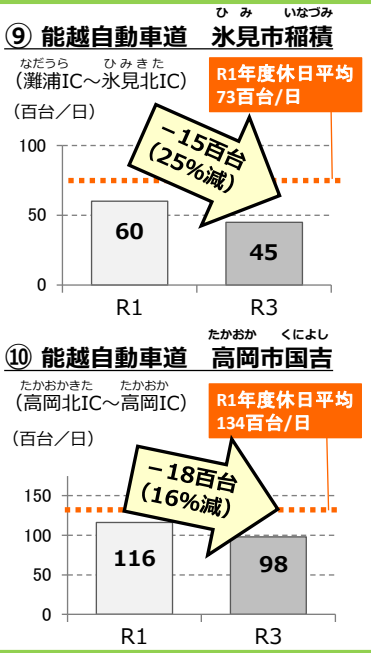 ひみ いなづみ
⑨ 能越自動車道 氷見市稲積
なだうら ひみきた
（灘浦IC～氷見北IC）
R1年度休日平均
73百台/日
（百台／日）
－15百台
（25%減）
100
50
0
60
45
R1 R3
たかおか くによし
⑩ 能越自動車道 高岡市国吉
たかおかきた たかおか
（高岡北IC～高岡IC）
R1年度休日平均
134百台/日
（百台／日）
－18百台
（16%減）
150
100
50
0
116
98
R1 R3